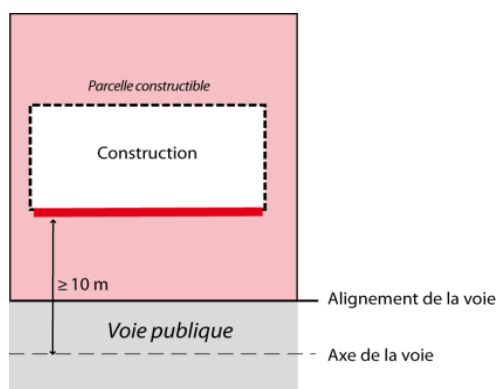 Parcelle constructible
Construction
≥ 10 m
Alignement de la voie
Voie publique
Axe de la voie